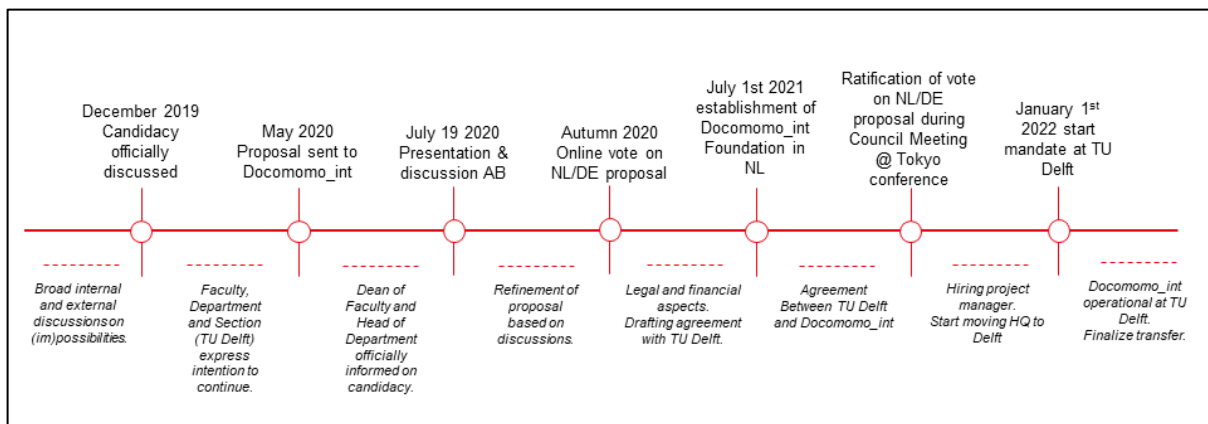 December 2019
Candidacy
officially
discussed
May 2020
Proposal sent to
Docomomo_int
July 19 2020
Presentation &
discussion AB
Autumn 2020
Online vote on
NL/DE proposal
July 1st 2021
establishment of
Docomomo_int
Foundation in
NL
Ratification of vote
on NL/DE
proposal during
Council Meeting
@ Tokyo
conference
January 1st
2022 start
mandate at TU
Delft
Broad internal
and external
discussions on
(im)possibilities.
Faculty,
Department
and Section
(TU Delft)
express
intention to
continue.
Dean of
Faculty and
Head of
Department
officially
informed on
candidacy.
Refinement of
proposal
based on
discussions.
Legal and financial
aspects.
Drafting agreement
with TU Delft.
Agreement
Between TU Delft
and Docomomo_int
Hiring project
manager.
Start moving HQ to
Delft
Docomomo_int
operational at TU
Delft.
Finalize transfer.